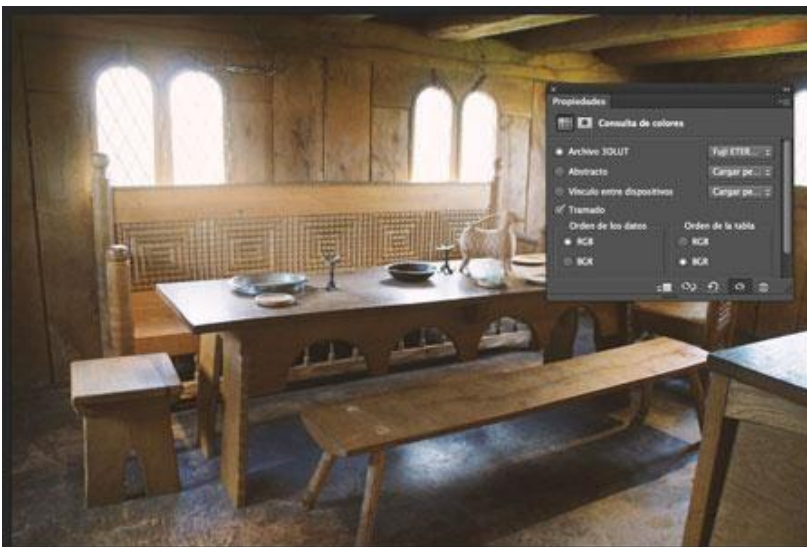 Propiedades
Consulta de colores
Archivo 3DLUT Fuji ETER...
Abstracto Cargar pe...
Vínculo entre dispositivos Cargar pe...
Tramado
Orden de los datos Orden de la tabla
RGB RGB
BGR BGR